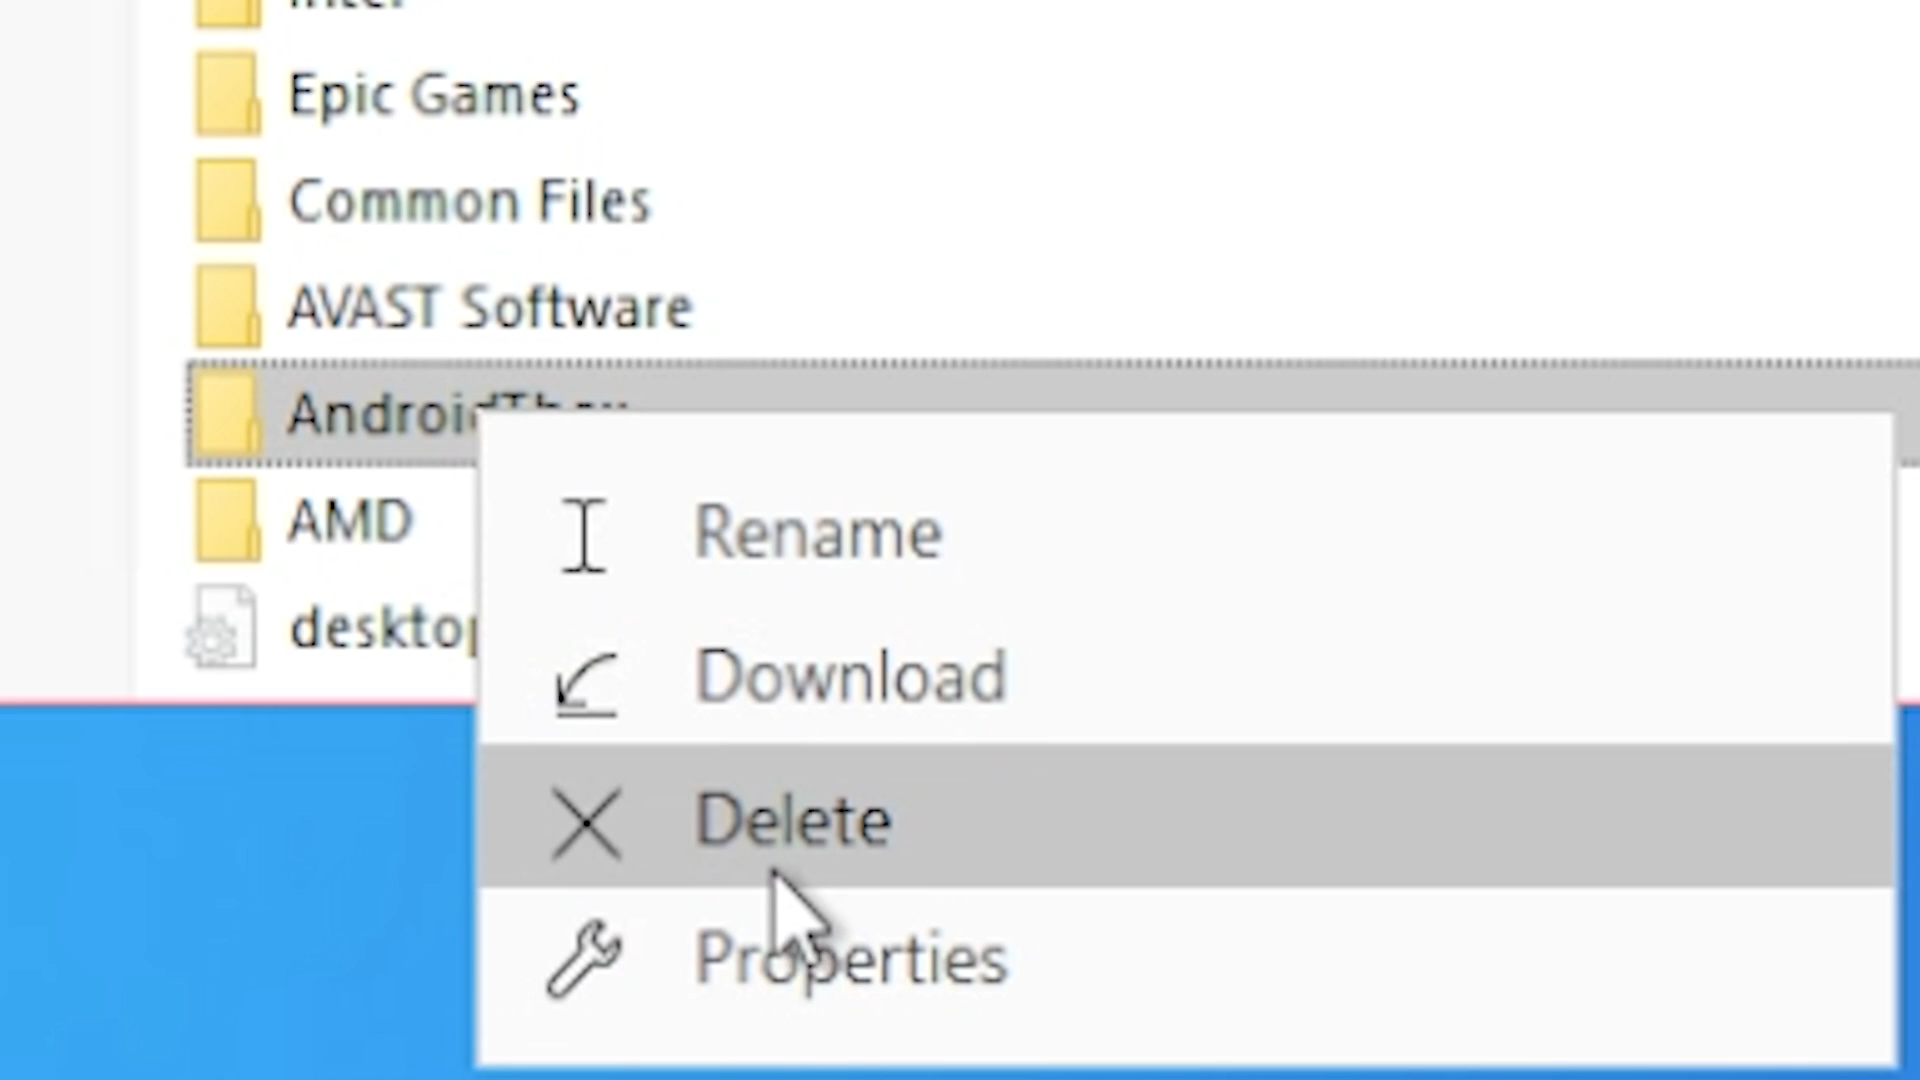 Epic Games
Common Files
AVAST Software
AMD
Rename
Download
Delete
Properties